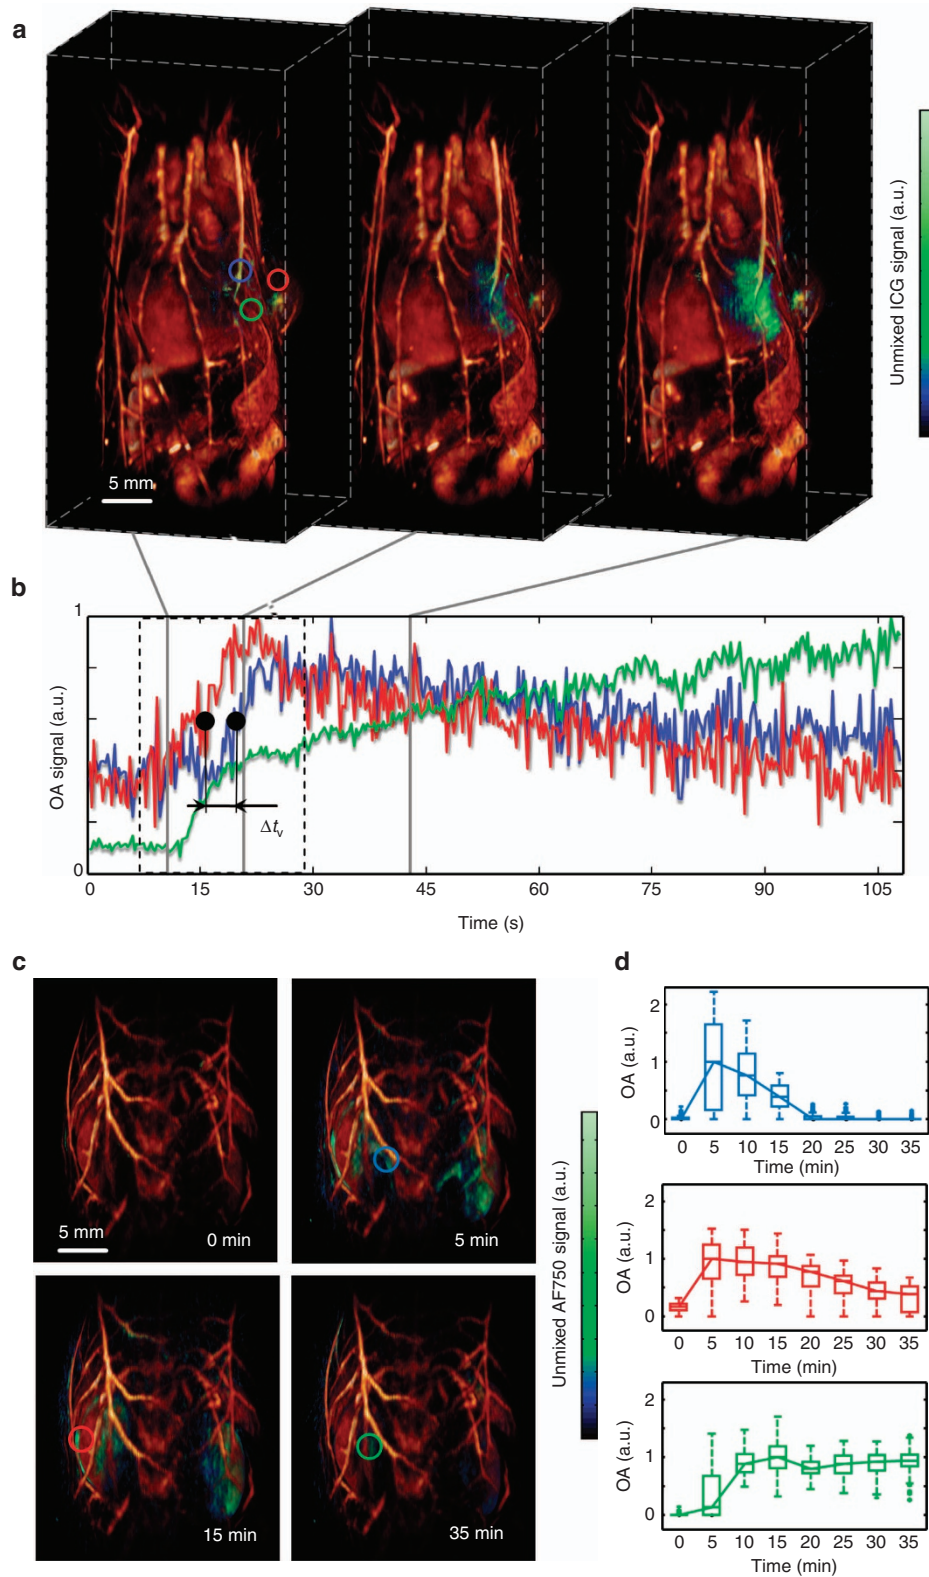 a
Unmixed ICG signal (a.u.)
5 mm
b
1
OA signal (a.u.)
Δtv
0
0 15 30 45 60 75 90 105
Time (s)
c
0 min
5 mm
5 min
15 min
35 min
Unmixed AF750 signal (a.u.)
d
2
1
0
OA (a.u.)
0 5 10 15 20 25 30 35
Time (min)
2
1
0
OA (a.u.)
0 5 10 15 20 25 30 35
Time (min)
2
1
0
OA (a.u.)
0 5 10 15 20 25 30 35
Time (min)